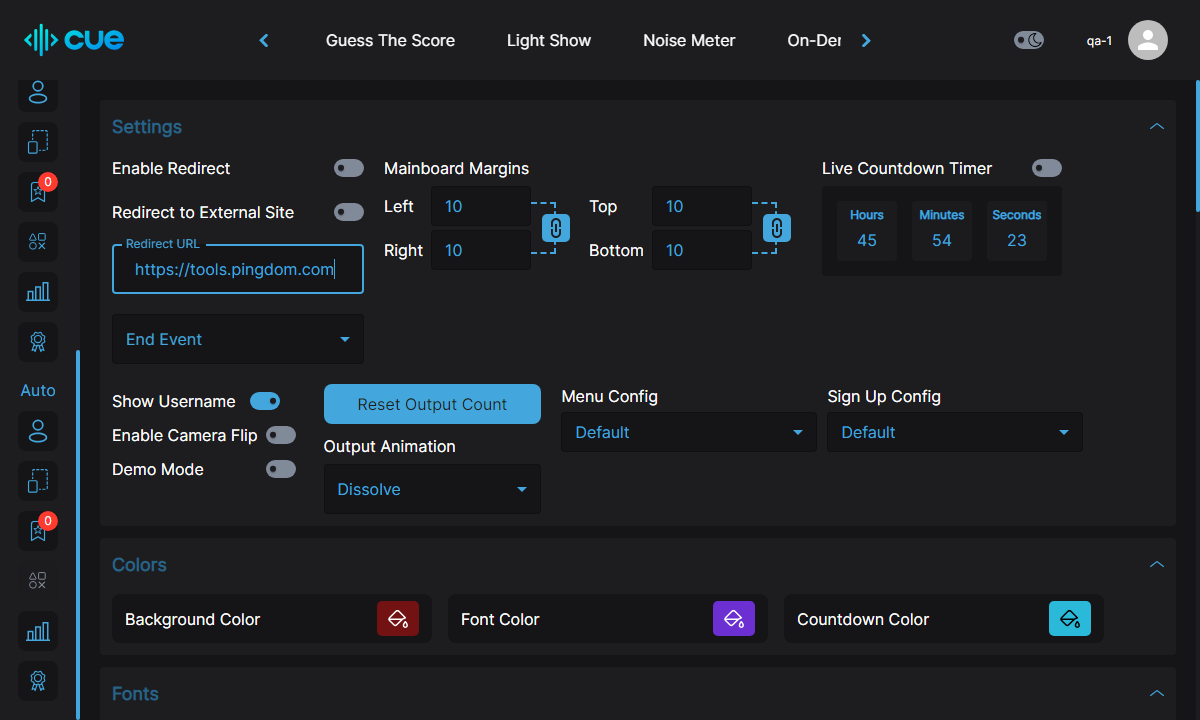 cue
Guess The Score
Light Show
Noise Meter
On-Der
qa-1
0
Auto
0
Settings
Enable Redirect
Redirect to External Site
Redirect URL
https://tools.pingdom.com
End Event
Mainboard Margins
Left
10
Right
10
Top
10
Bottom
10
Live Countdown Timer
Hours
Minutes
Seconds
45
54
23
Show Username
Enable Camera Flip
Demo Mode
Reset Output Count
Output Animation
Dissolve
Menu Config
Default
Sign Up Config
Default
Colors
Background Color
Font Color
Countdown Color
Fonts